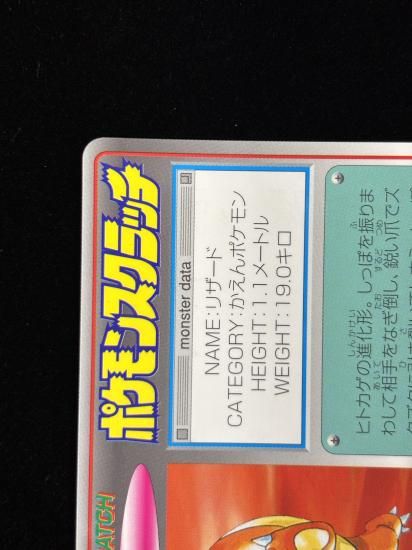 ポケモンスクラッチ
monster data
NAME:リザード
CATEGORY:かえんポケモン
HEIGHT:1.1メートル
WEIGHT:19.0キロ
ヒトカゲの進化形。しっぽを振りま
わして相手をなぎ倒し、鋭い爪でズ
ATCH